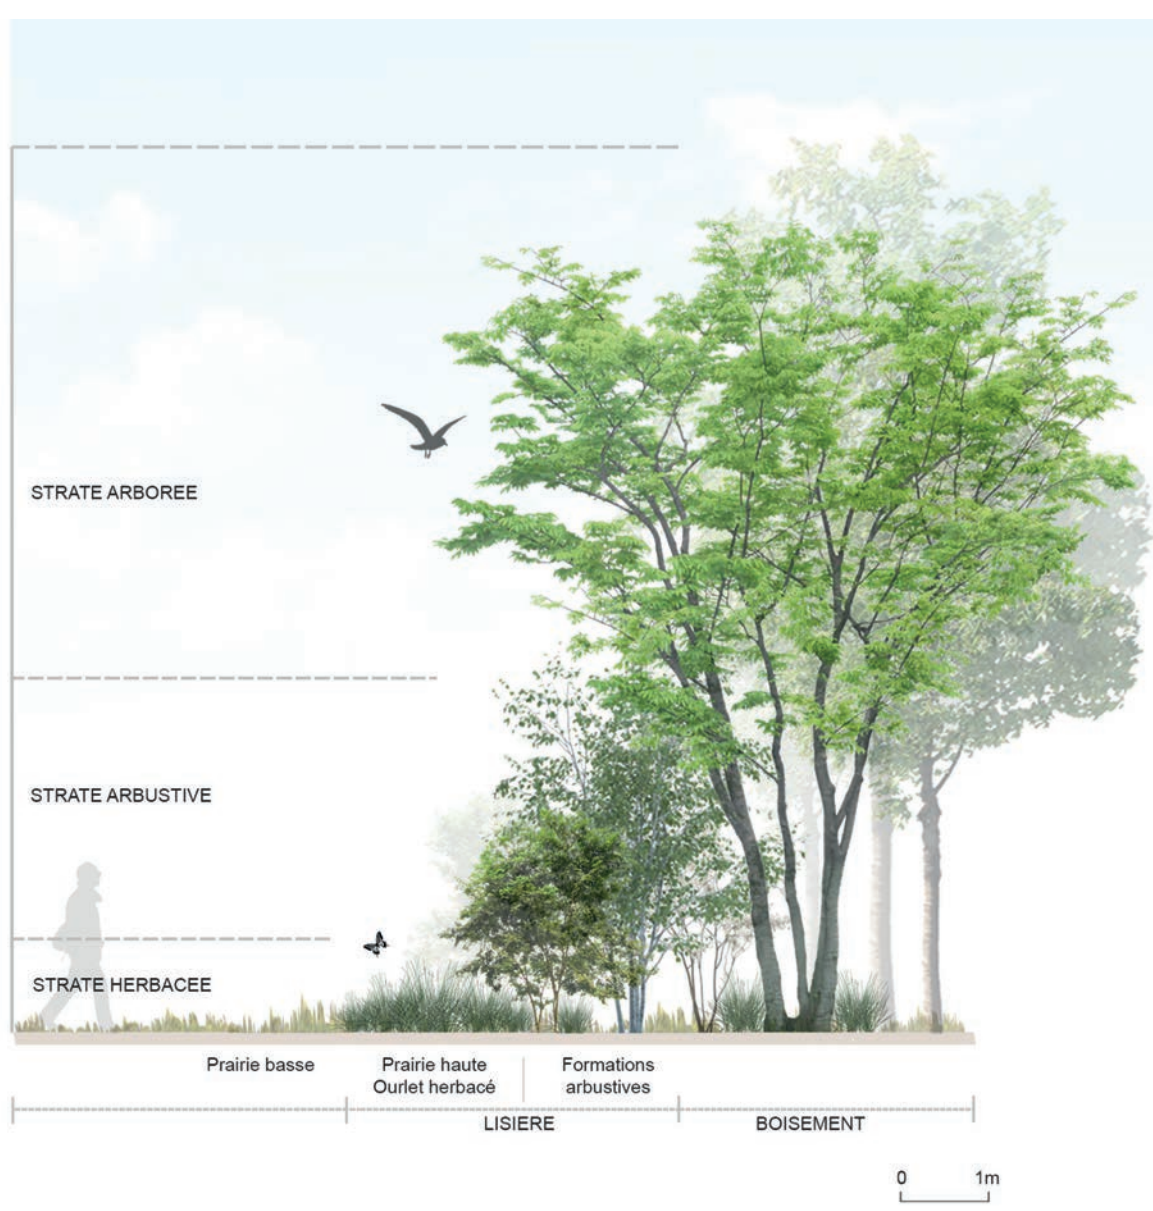 STRATE ARBOREE
STRATE ARBUSTIVE
STRATE HERBACEE
Prairie basse
Prairie haute
Ourlet herbacé
Formations
arbustives
LISIERE
BOISEMENT
0 1m